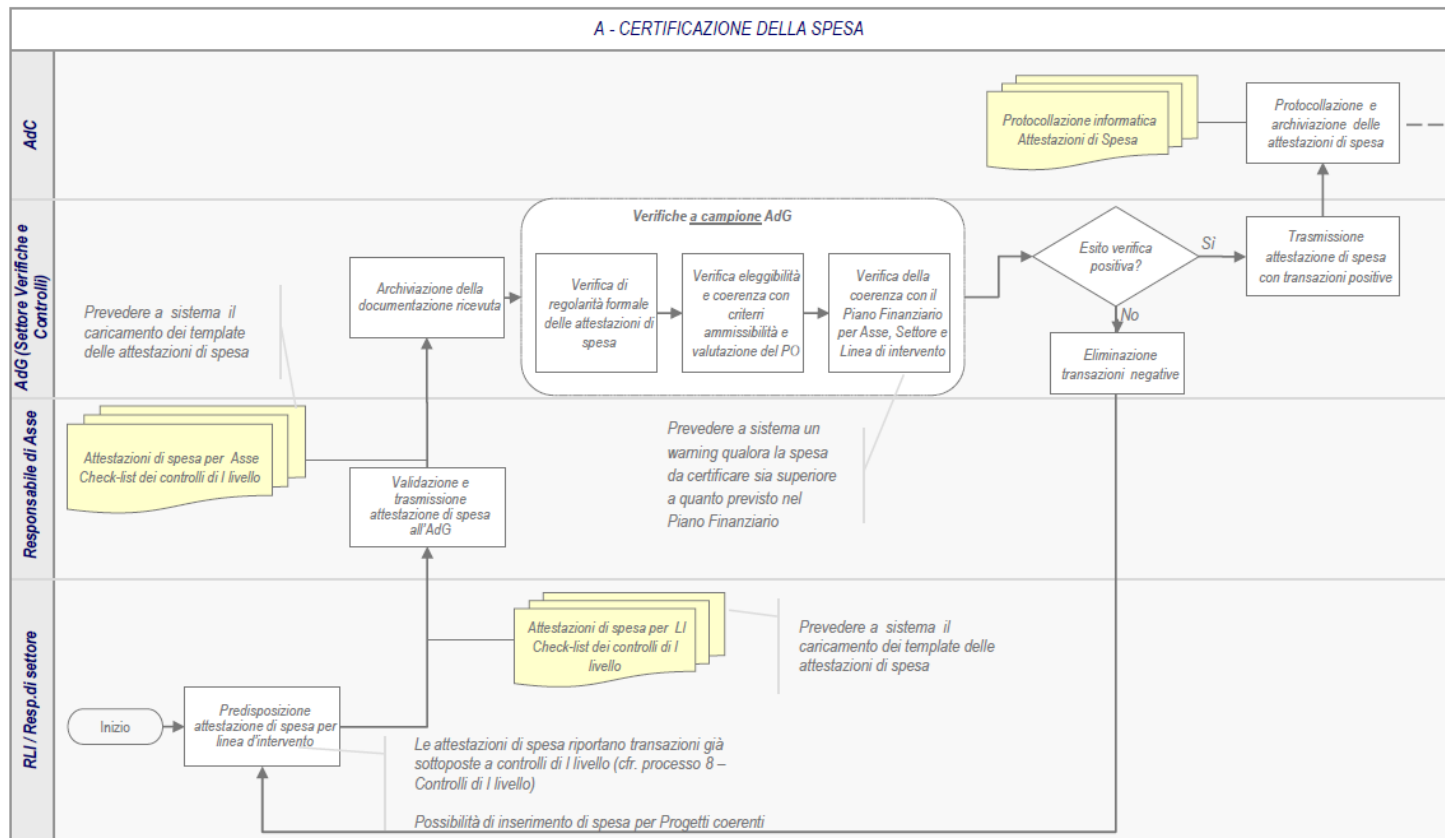 A - CERTIFICAZIONE DELLA SPESA
AdC
Protocollazione informatica
Attestazioni di Spesa
Protocollazione e
archiviazione delle
attestazioni di spesa
AdG (Settore Verifiche e
Controlli)
Prevedere a sistema il
caricamento dei template
delle attestazioni di spesa
Archiviazione della
documentazione ricevuta
Verifiche a campione AdG
Verifica di
regolarità formale
delle attestazioni di
spesa
Verifica eleggibilità
e coerenza con
criterri
ammissibilità e
valutazione del PO
Verifica della
coerenza con il
Piano Finanziario
per Asse, Settore e
Linea di intervento
Esito verifica
positiva?
Sì
No
Trasmissione
attestazione di spesa
con transazioni positive
Eliminazione
transazioni negative
Responsabile di Asse
Attestazioni di spesa per Asse
Check-list dei controlli di I livello
Validazione e
trasmissione
attestazione di spesa
all'AdG
Prevedere a sistema un
warning qualora la spesa
da certificare sia superiore
a quanto previsto nel
Piano Finanziario
RLI / Resp.di settore
Attestazioni di spesa per LI
Check-list dei controlli di I
livello
Prevedere a sistema il
caricamento dei template delle
attestazioni di spesa
Inizio
Predisposizione
attestazione di spesa per
linea d'intervento
Le attestazioni di spesa riportano transazioni già
sottoposte a controlli di I livello (cfr. processo 8 –
Controlli di I livello)
Possibilità di inserimento di spesa per Progetti coerenti